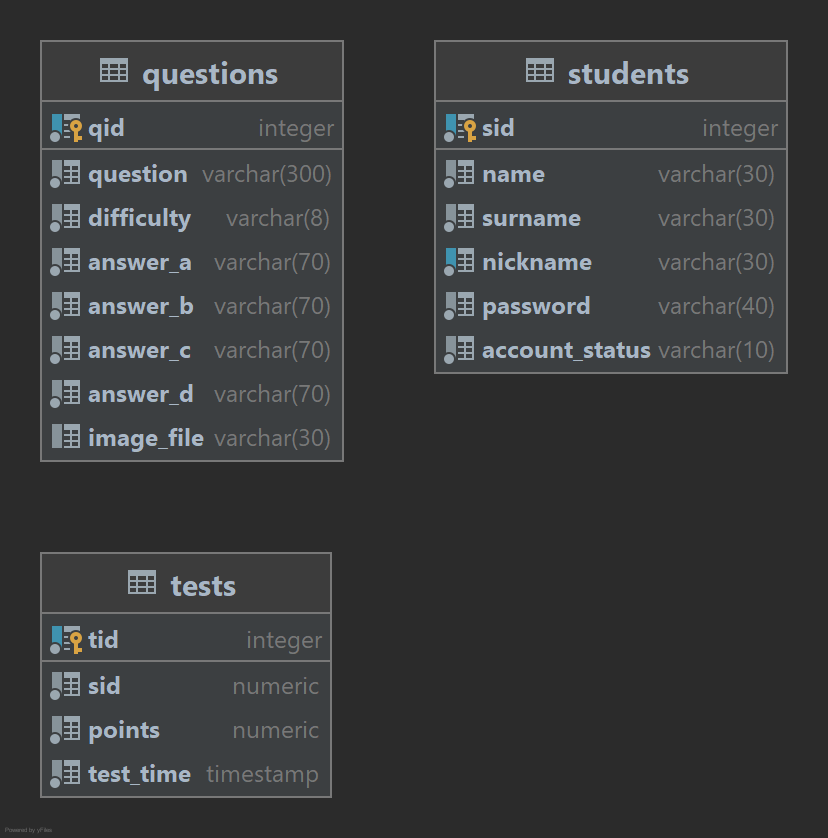 questions
qid integer
question varchar(300)
difficulty varchar(8)
answer_a varchar(70)
answer_b varchar(70)
answer_c varchar(70)
answer_d varchar(70)
image_file varchar(30)
students
sid integer
name varchar(30)
surname varchar(30)
nickname varchar(30)
password varchar(40)
account_status varchar(10)
tests
tid integer
sid numeric
points numeric
test_time timestamp
Powered by yFiles